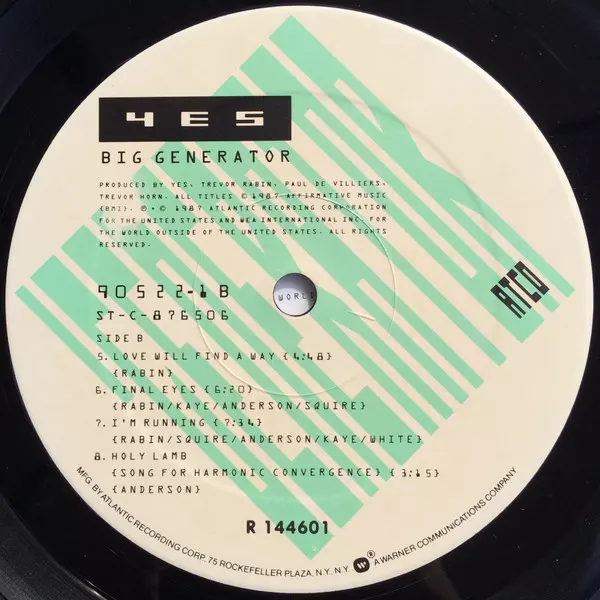 YES
BIG GENERATOR
PRODUCED BY YES, TREVOR RABIN, PAUL DE VILLIERS,
TREVOR HORN. ALL TITLES © 1987 AFFIRMATIVE MUSIC
(BMI). ℗ • © 1987 ATLANTIC RECORDING CORPORATION
FOR THE UNITED STATES AND WEA INTERNATIONAL INC. FOR
THE WORLD OUTSIDE OF THE UNITED STATES. ALL RIGHTS
RESERVED.
90522-1 B
WORLD
ATCO
ST-C-876506
SIDE B
5. LOVE WILL FIND A WAY {4:48}
{RABIN}
6. FINAL EYES {6:20}
{RABIN/KAYE/ANDERSON/SQUIRE}
7. I'M RUNNING {7:34}
{RABIN/SQUIRE/ANDERSON/KAYE/WHITE}
8. HOLY LAMB
{SONG FOR HARMONIC CONVERGENCE} {3:15}
{ANDERSON}
R 144601
MFG. BY ATLANTIC RECORDING CORP. 75 ROCKEFELLER PLAZA, N.Y. N.Y. ® A WARNER COMMUNICATIONS COMPANY